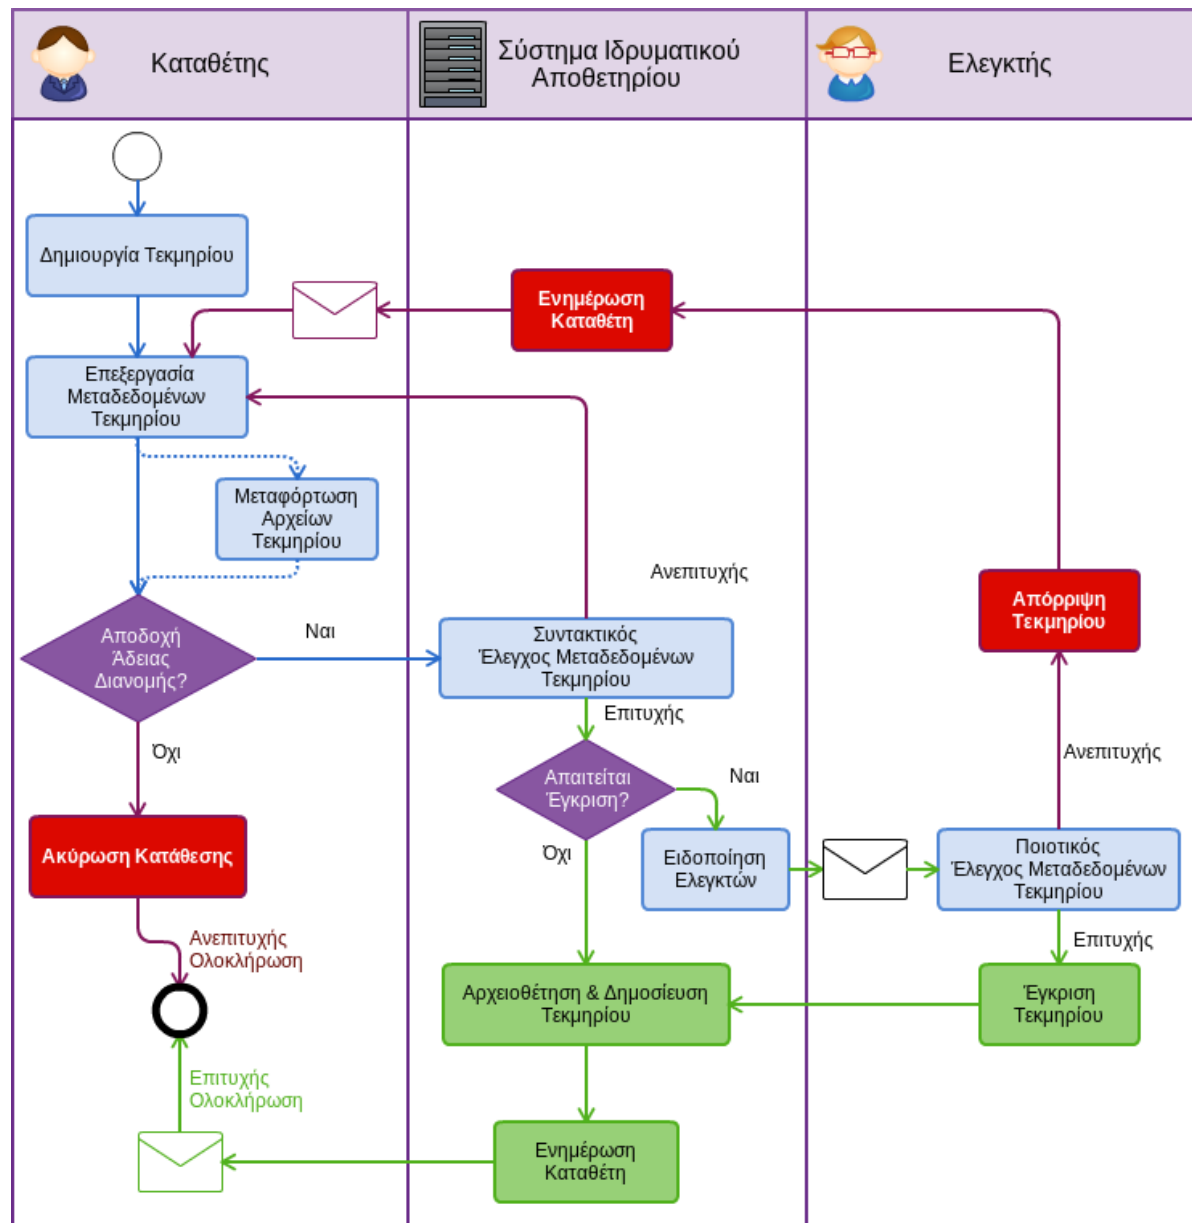 Καταθέτης
Σύστημα Ιδρυματικού
Αποθετηρίου
Ελεγκτής
Δημιουργία Τεκμηρίου
Ενημέρωση
Καταθέτη
Επεξεργασία
Μεταδεδομένων
Τεκμηρίου
Μεταφόρτωση
Αρχείων
Τεκμηρίου
Ανεπιτυχής
Απόρριψη
Τεκμηρίου
Αποδοχή
Άδειας
Διανομής?
Ναι
Συντακτικός
Έλεγχος Μεταδεδομένων
Τεκμηρίου
Επιτυχής
Όχι
Απαιτείται
Έγκριση?
Ναι
Ανεπιτυχής
Ακύρωση Κατάθεσης
Όχι
Ειδοποίηση
Ελεγκτών
Ποιοτικός
Έλεγχος Μεταδεδομένων
Τεκμηρίου
Ανεπιτυχής
Ολοκλήρωση
Επιτυχής
Αρχειοθέτηση & Δημοσίευση
Τεκμηρίου
Έγκριση
Τεκμηρίου
Επιτυχής
Ολοκλήρωση
Ενημέρωση
Καταθέτη